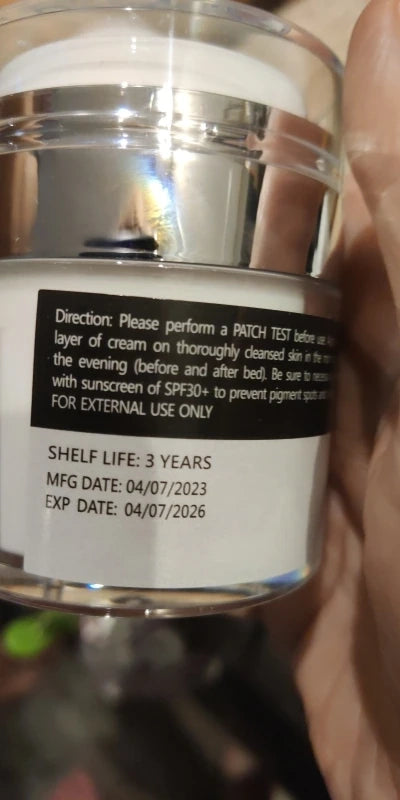 Direction: Please perform a PATCH TEST before use.
layer of cream on thoroughly cleansed skin in the
the evening (before and after bed). Be sure to
with sunscreen of SPF30+ to prevent pigment spots
FOR EXTERNAL USE ONLY
SHELF LIFE: 3 YEARS
MFG DATE: 04/07/2023
EXP DATE: 04/07/2026